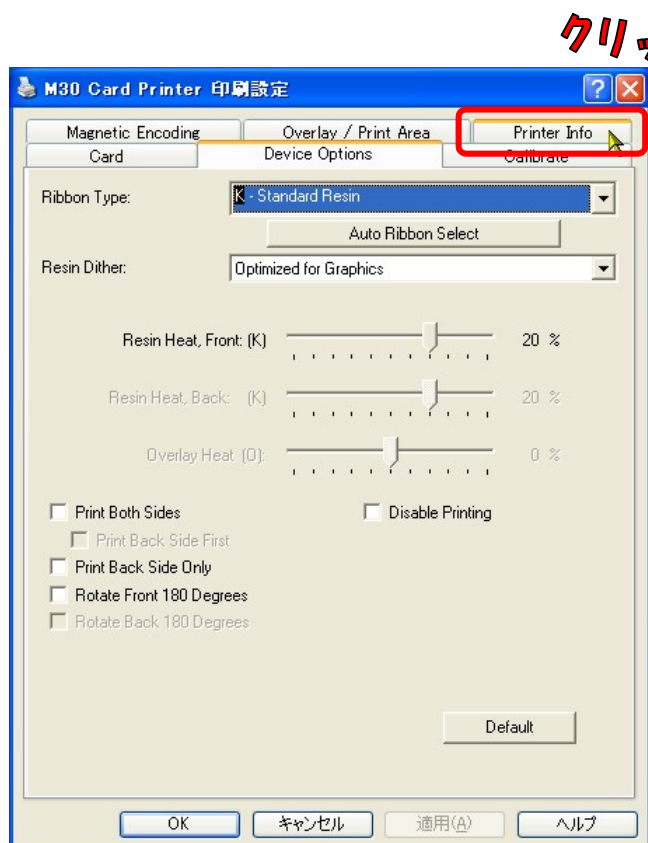 クリッ
M30 Card Printer 印刷設定
Magnetic Encoding Overlay / Print Area Printer Info
Card Device Options Calibrate
Ribbon Type: K - Standard Resin
Auto Ribbon Select
Resin Dither: Optimized for Graphics
Resin Heat, Front: (K) 20 %
Resin Heat, Back: (K) 20 %
Overlay Heat (O): 0 %
Print Both Sides Disable Printing
Print Back Side First
Print Back Side Only
Rotate Front 180 Degrees
Rotate Back 180 Degrees
Default
OK キャンセル 適用(A) ヘルプ